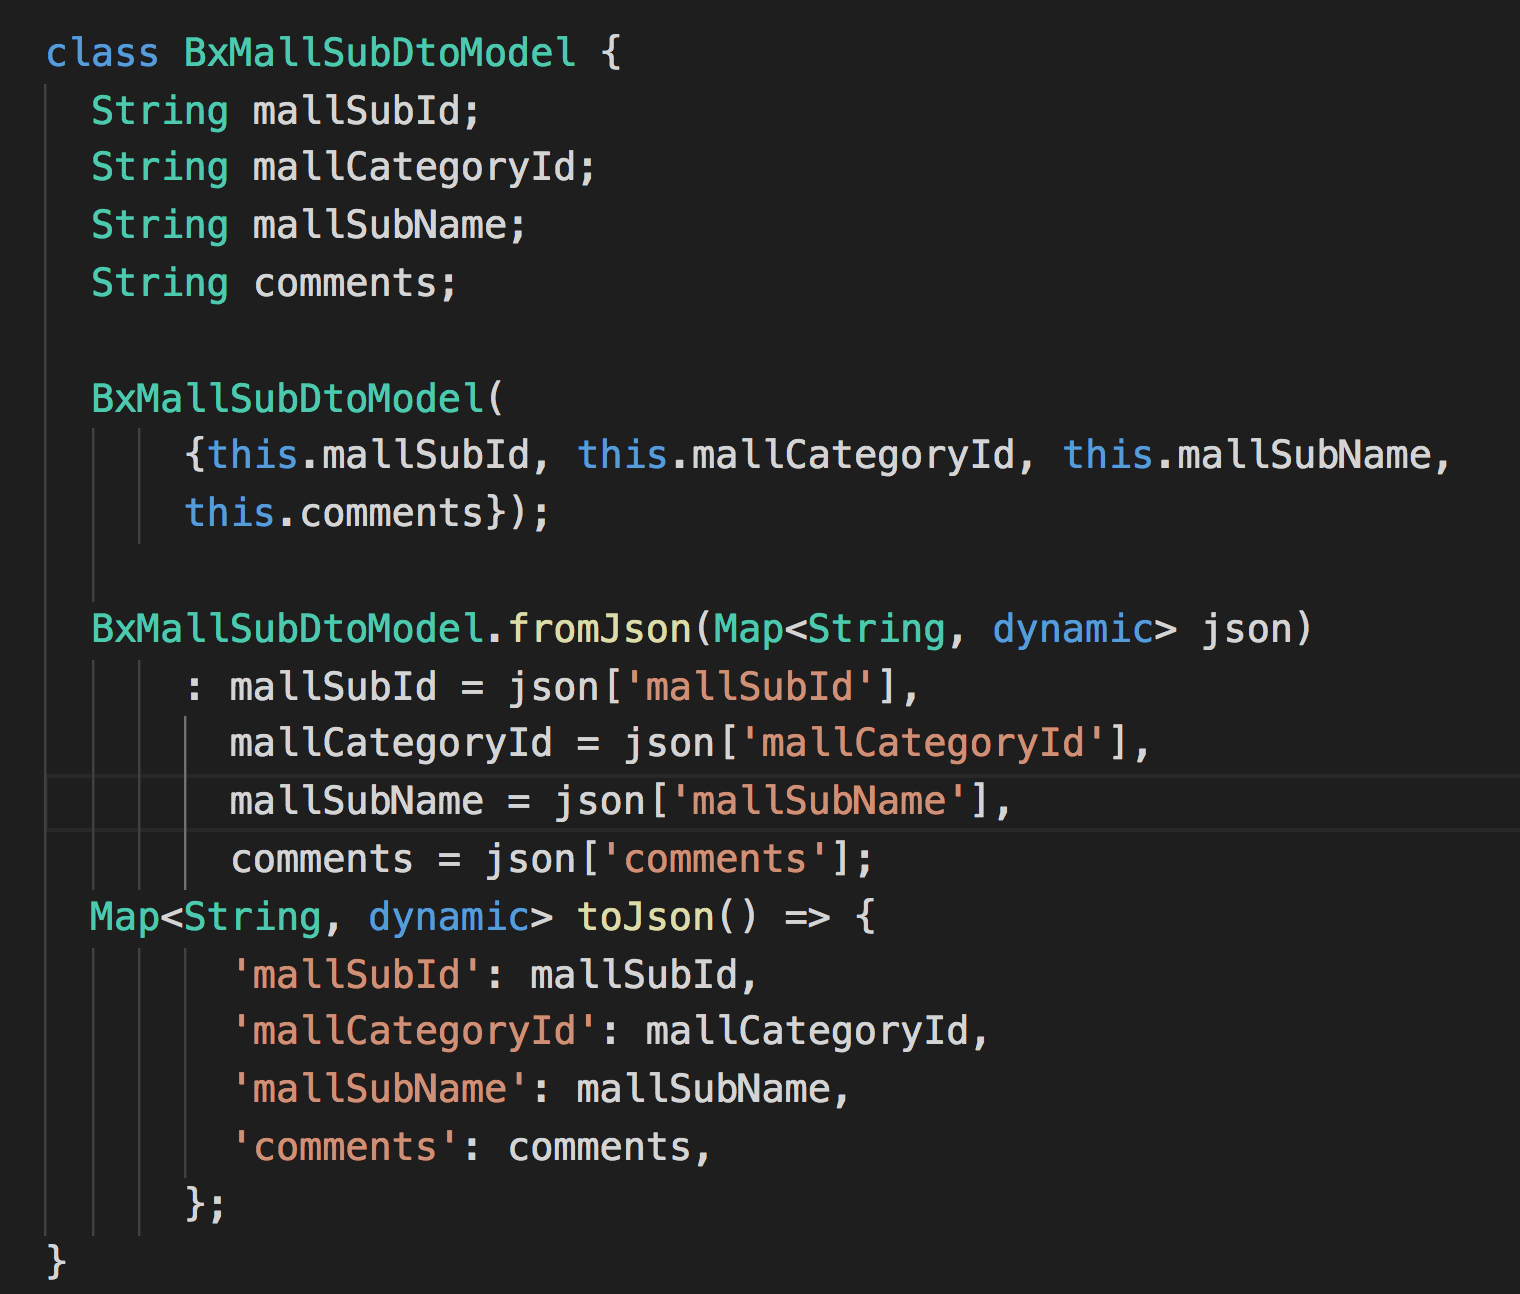 class BxMallSubDtoModel {
  String mallSubId;
  String mallCategoryId;
  String mallSubName;
  String comments;

  BxMallSubDtoModel(
      {this.mallSubId, this.mallCategoryId, this.mallSubName,
      this.comments});

  BxMallSubDtoModel.fromJson(Map<String, dynamic> json)
      : mallSubId = json['mallSubId'],
        mallCategoryId = json['mallCategoryId'],
        mallSubName = json['mallSubName'],
        comments = json['comments'];
  Map<String, dynamic> toJson() => {
        'mallSubId': mallSubId,
        'mallCategoryId': mallCategoryId,
        'mallSubName': mallSubName,
        'comments': comments,
      };
}